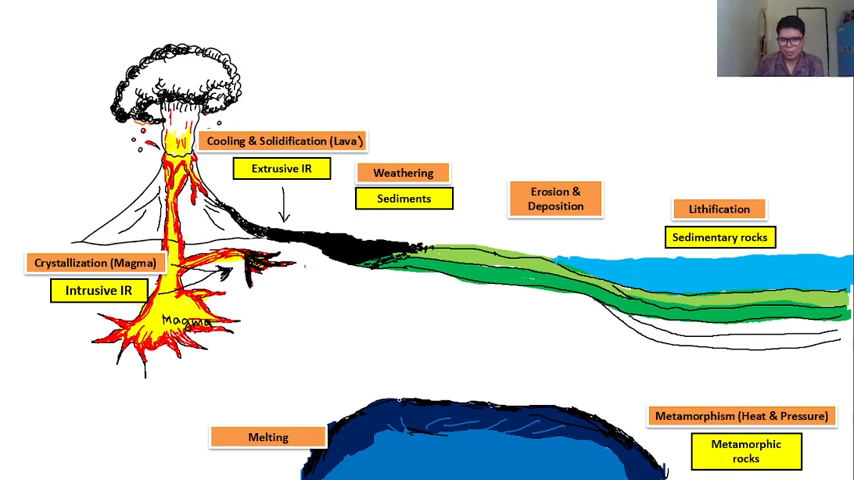 Cooling & Solidification (Lava)
Extrusive IR
Weathering
Sediments
Erosion &
Deposition
Lithification
Sedimentary rocks
Crystallization (Magma)
Intrusive IR
Magma
Melting
Metamorphism (Heat & Pressure)
Metamorphic
rocks